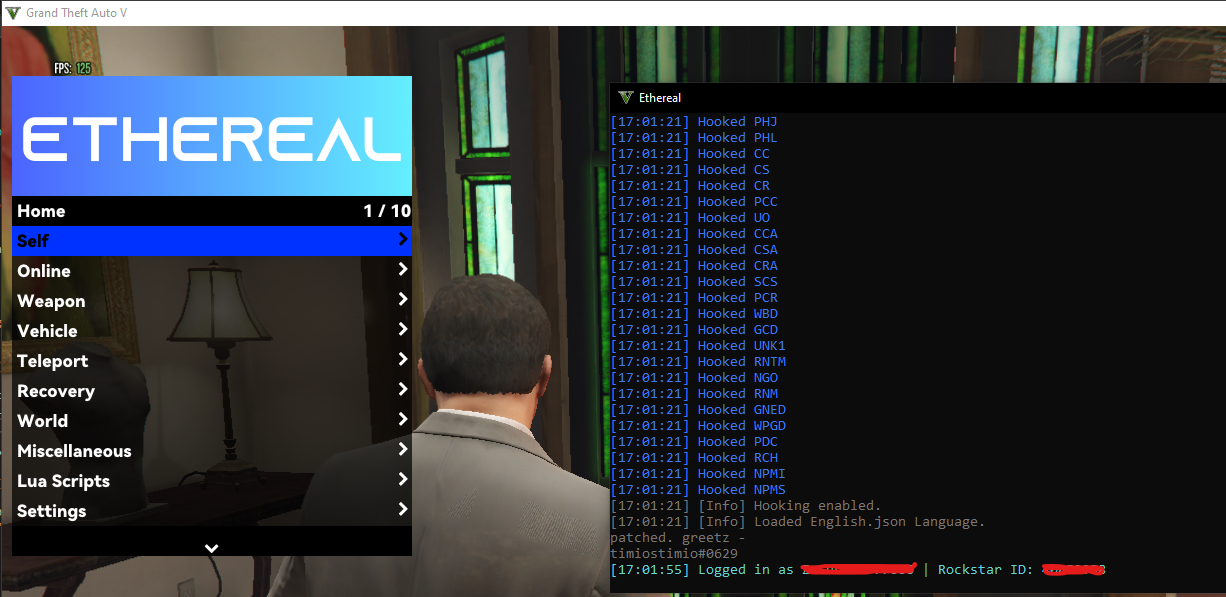 Grand Theft Auto V
FPS: 125
ETHEREAL
Home 1 / 10
Self
Online
Weapon
Vehicle
Teleport
Recovery
World
Miscellaneous
Lua Scripts
Settings
Ethereal
[17:01:21] Hooked PHJ
[17:01:21] Hooked PHL
[17:01:21] Hooked CC
[17:01:21] Hooked CS
[17:01:21] Hooked CR
[17:01:21] Hooked PCC
[17:01:21] Hooked UO
[17:01:21] Hooked CCA
[17:01:21] Hooked CSA
[17:01:21] Hooked CRA
[17:01:21] Hooked SCS
[17:01:21] Hooked PCR
[17:01:21] Hooked WBD
[17:01:21] Hooked GCD
[17:01:21] Hooked UNK1
[17:01:21] Hooked RNTM
[17:01:21] Hooked NGO
[17:01:21] Hooked RNM
[17:01:21] Hooked GNED
[17:01:21] Hooked WPGD
[17:01:21] Hooked PDC
[17:01:21] Hooked RCH
[17:01:21] Hooked NPMI
[17:01:21] Hooked NPMS
[17:01:21] [Info] Hooking enabled.
[17:01:21] [Info] Loaded English.json Language.
patched. greetz -
timiostimio#0629
[17:01:55] Logged in as | Rockstar ID: